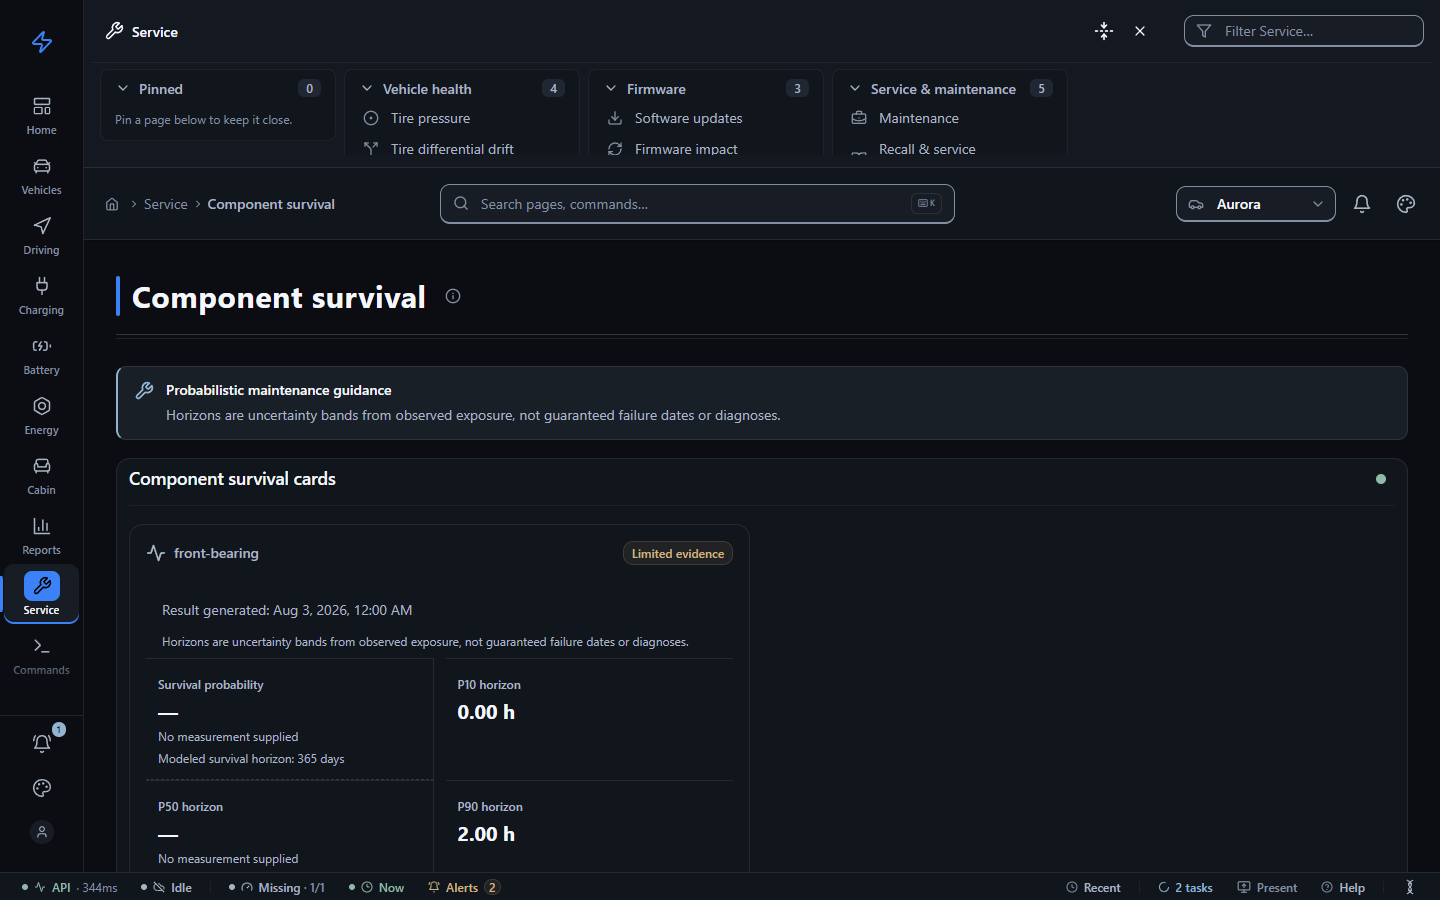 Service
Filter Service...
Pinned
0
Pin a page below to keep it close.
Vehicle health
4
Tire pressure
Tire differential drift
Firmware
3
Software updates
Firmware impact
Service & maintenance
5
Maintenance
Recall & service
Home
Vehicles
Driving
Charging
Battery
Energy
Cabin
Reports
Service
Commands
1
Service
Component survival
Search pages, commands...
K
Aurora
Component survival
Probabilistic maintenance guidance
Horizons are uncertainty bands from observed exposure, not guaranteed failure dates or diagnoses.
Component survival cards
front-bearing
Limited evidence
Result generated: Aug 3, 2026, 12:00 AM
Horizons are uncertainty bands from observed exposure, not guaranteed failure dates or diagnoses.
Survival probability
—
No measurement supplied
Modeled survival horizon: 365 days
P10 horizon
0.00 h
P50 horizon
—
No measurement supplied
P90 horizon
2.00 h
API · 344ms
Idle
Missing · 1/1
Now
Alerts 2
Recent
2 tasks
Present
Help